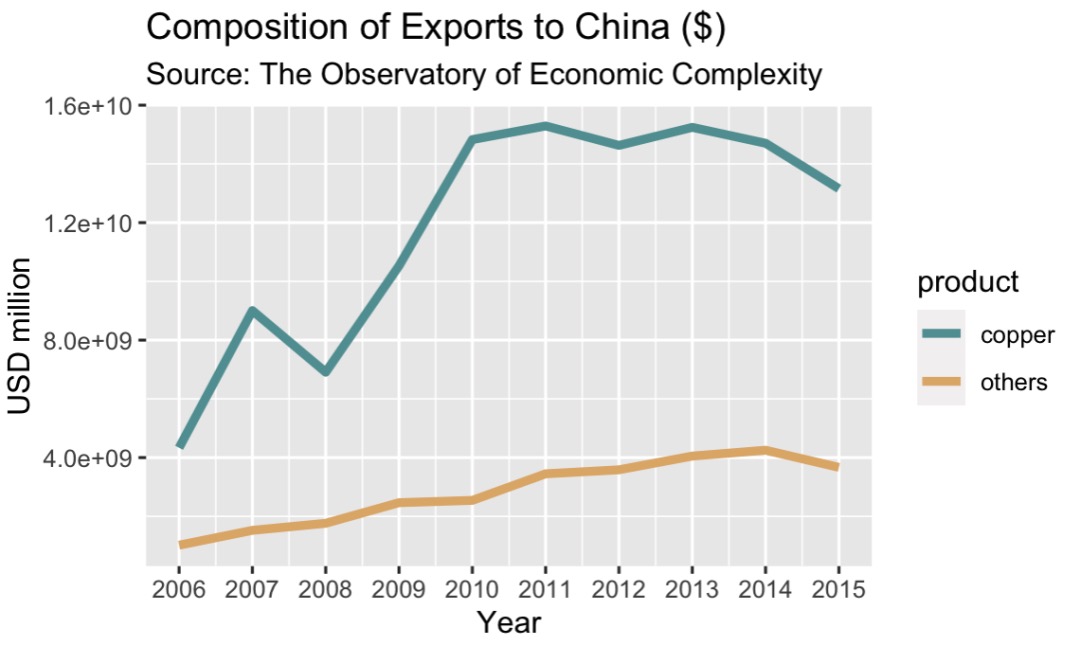 Composition of Exports to China ($)
Source: The Observatory of Economic Complexity
1.6e+10
1.2e+10
8.0e+09
4.0e+09
USD million
2006 2007 2008 2009 2010 2011 2012 2013 2014 2015
Year
product
copper
others